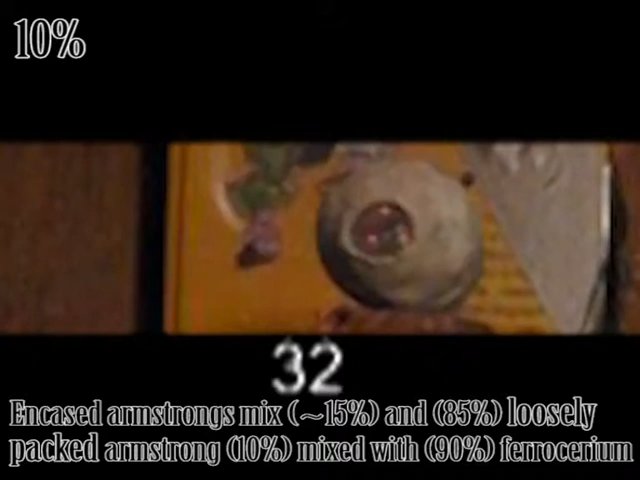 10%
32
Encased armstrongs mix (~15%) and (85%) loosely
packed armstrong (10%) mixed with (90%) ferrocerium